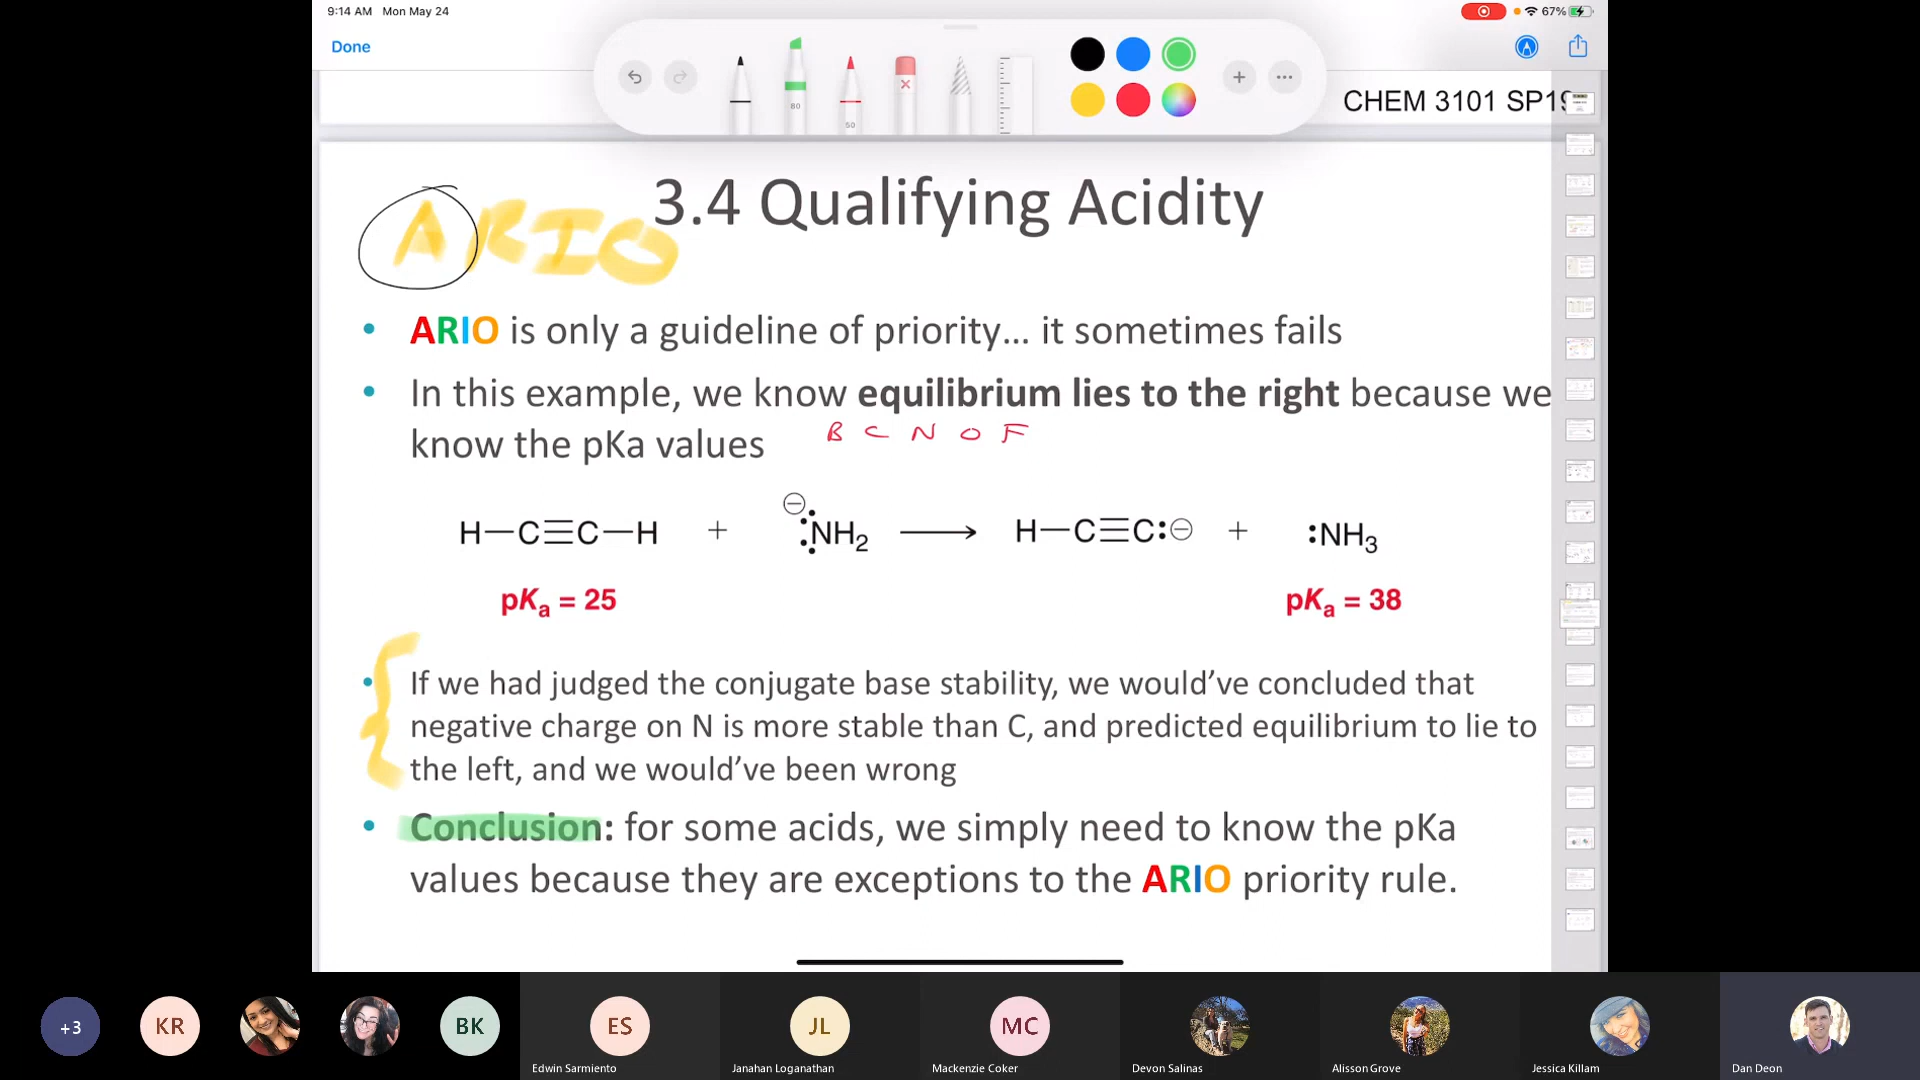 9:14 AM Mon May 24
67%
Done
80
50
CHEM 3101 SP19
ARIO
3.4 Qualifying Acidity
• ARIO is only a guideline of priority... it sometimes fails
• In this example, we know equilibrium lies to the right because we
know the pKa values
B C N O F
H—C≡C—H + ⊖:NH₂ ⟶ H—C≡C:⊖ + :NH₃
pKₐ = 25 pKₐ = 38
• If we had judged the conjugate base stability, we would’ve concluded that
negative charge on N is more stable than C, and predicted equilibrium to lie to
the left, and we would’ve been wrong
• Conclusion: for some acids, we simply need to know the pKa
values because they are exceptions to the ARIO priority rule.
+3 KR BK ES JL MC
Edwin Sarmiento Janahan Loganathan Mackenzie Coker Devon Salinas Alisson Grove Jessica Killam Dan Deon